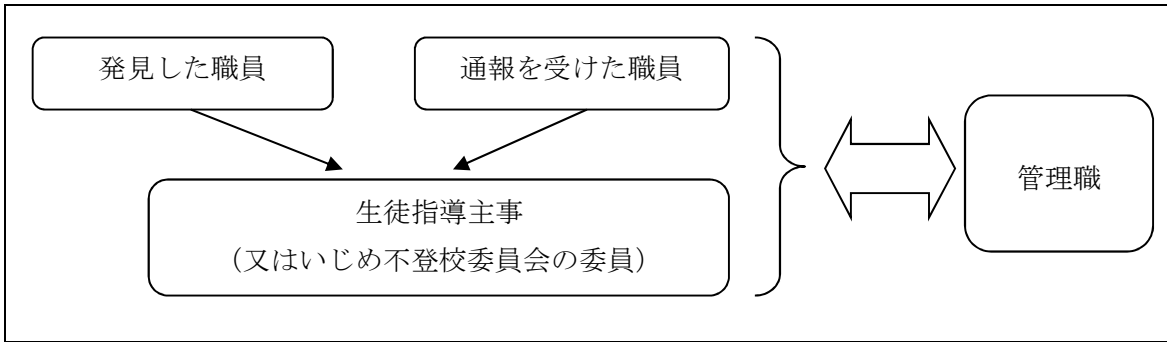 発見した職員
通報を受けた職員
生徒指導主事
（又はいじめ不登校委員会の委員）
管理職